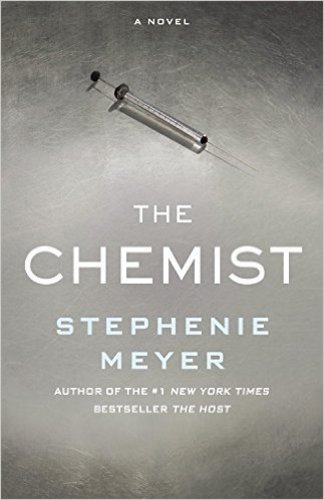 A NOVEL
THE
CHEMIST
STEPHENIE
MEYER
AUTHOR OF THE #1 NEW YORK TIMES
BESTSELLER THE HOST